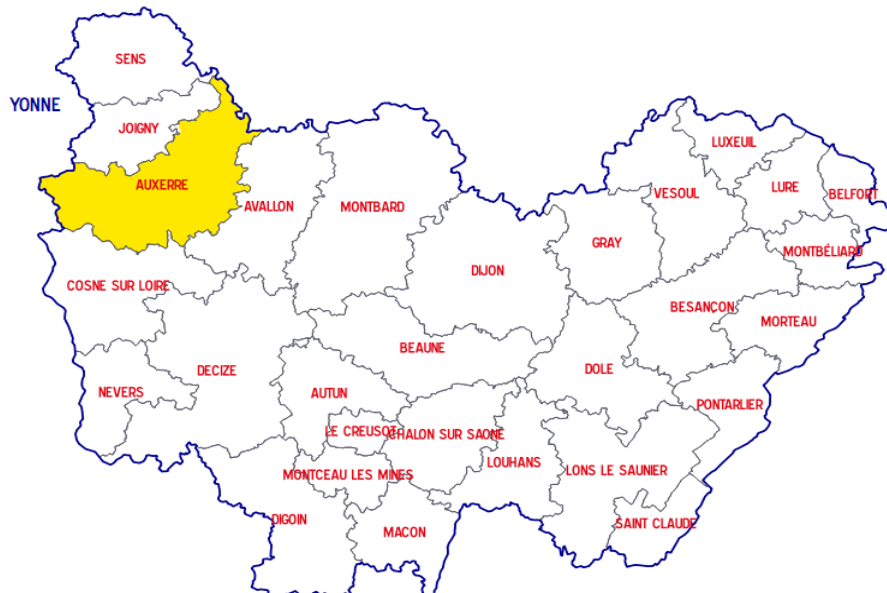 SENS
YONNE
JOIGNY
LUXEUIL
AUXERRE
LURE
VESOUL
BELFORT
AVALLON
MONTBARD
GRAY
MONTBÉLIARD
DIJON
COSNE SUR LOIRE
BESANÇON
MORTEAU
BEAUNE
DECIZE
DOLE
NEVERS
AUTUN
PONTARLIER
LE CREUSOT
CHALON SUR SAONE
LOUHANS
LONS LE SAUNIER
MONTCEAU LES MINES
DIGOIN
SAINT CLAUDE
MACON